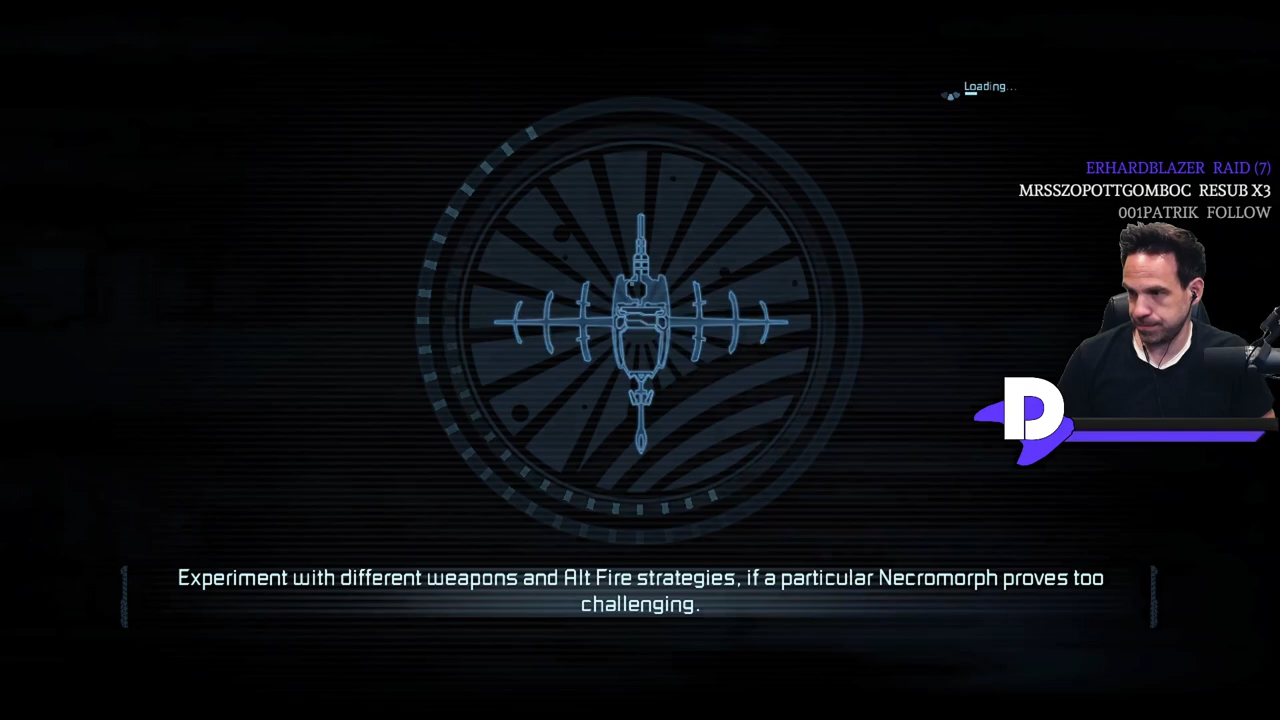 Loading...
ERHARDBLAZER RAID (7)
MRSSZOPOTTGOMBOC RESUB X3
001PATRIK FOLLOW
P
Experiment with different weapons and Alt Fire strategies, if a particular Necromorph proves too
challenging.